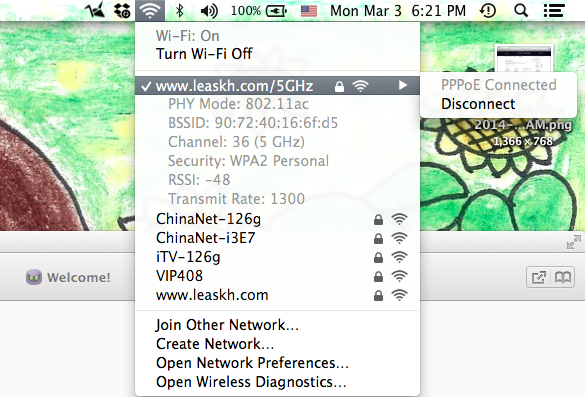 100%
Mon Mar 3 6:21 PM
Wi-Fi: On
Turn Wi-Fi Off
www.leaskh.com/5GHz
PHY Mode: 802.11ac
BSSID: 90:72:40:16:6f:d5
Channel: 36 (5 GHz)
Security: WPA2 Personal
RSSI: -48
Transmit Rate: 1300
PPPoE Connected
Disconnect
2014-...AM.png
1,366×768
ChinaNet-126g
ChinaNet-i3E7
iTV-126g
VIP408
www.leaskh.com
Join Other Network...
Create Network...
Open Network Preferences...
Open Wireless Diagnostics...
Welcome!